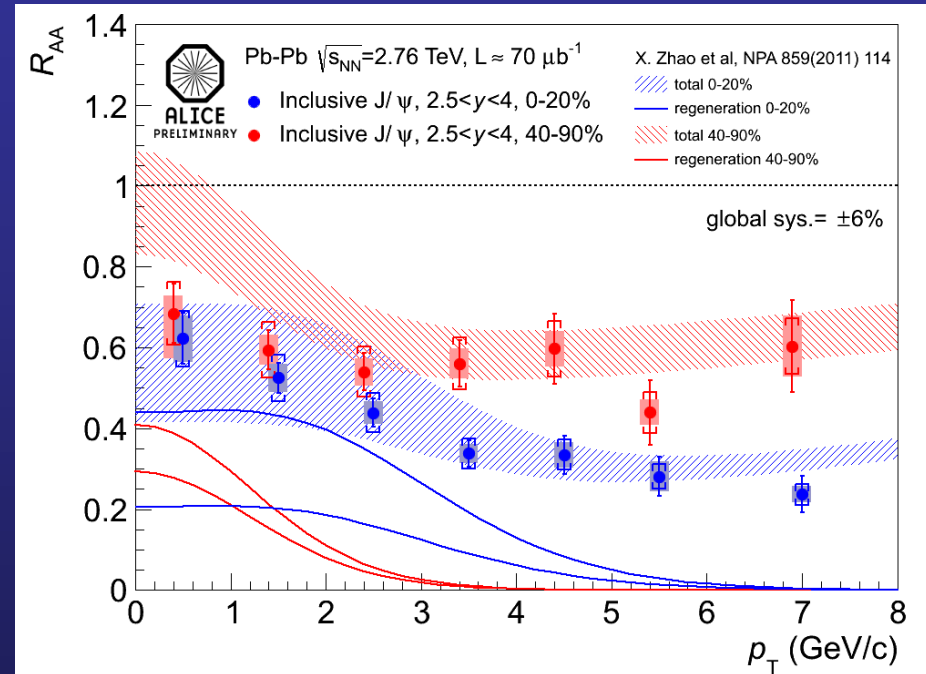 R_AA
1.4
1.2
1
0.8
0.6
0.4
0.2
0
ALICE
PRELIMINARY
Pb-Pb √s_NN=2.76 TeV, L≈ 70 μb⁻¹
Inclusive J/ ψ, 2.5<y<4, 0-20%
Inclusive J/ ψ, 2.5<y<4, 40-90%
X. Zhao et al, NPA 859(2011) 114
total 0-20%
regeneration 0-20%
total 40-90%
regeneration 40-90%
global sys.= ±6%
0 1 2 3 4 5 6 7 8
p_T (GeV/c)